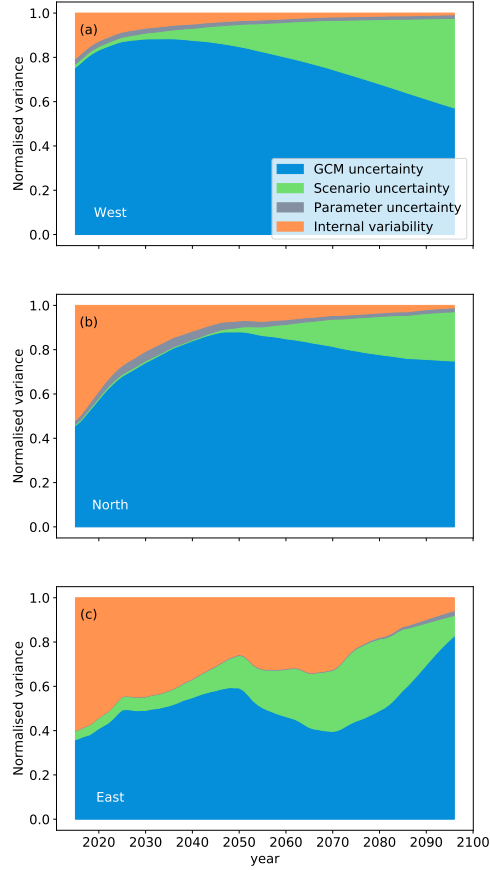 1.0
0.8
0.6
0.4
0.2
0.0
Normalised variance
(a)
West
GCM uncertainty
Scenario uncertainty
Parameter uncertainty
Internal variability
1.0
0.8
0.6
0.4
0.2
0.0
Normalised variance
(b)
North
1.0
0.8
0.6
0.4
0.2
0.0
Normalised variance
(c)
East
2020 2030 2040 2050 2060 2070 2080 2090 2100
year